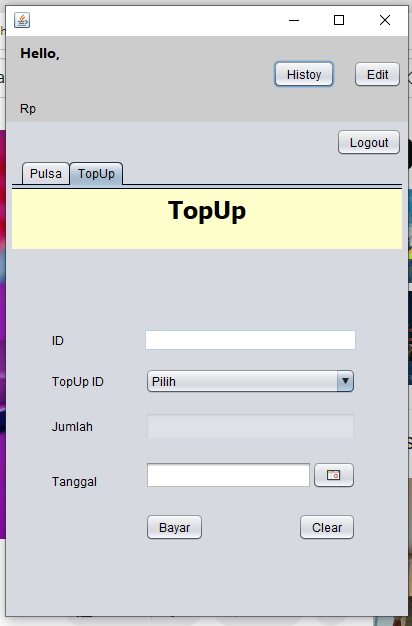 Hello,
Histoy
Edit
Rp
Logout
Pulsa
TopUp
TopUp
ID
TopUp ID
Pilih
Jumlah
Tanggal
Bayar
Clear